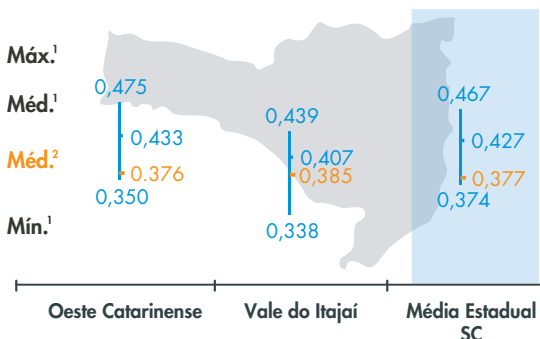 Máx.¹
Méd.¹
Méd.²
Mín.¹
0,475
0,433
0.376
0,350
0,439
0,407
0,385
0,338
0,467
0,427
0,377
0,374
Oeste Catarinense
Vale do Itajaí
Média Estadual
SC